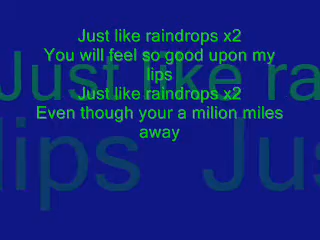 Just like raindrops x2
You will feel so good upon my
lips
Just like raindrops x2
Even though your a milion miles
away
Just like ra
lips Jus